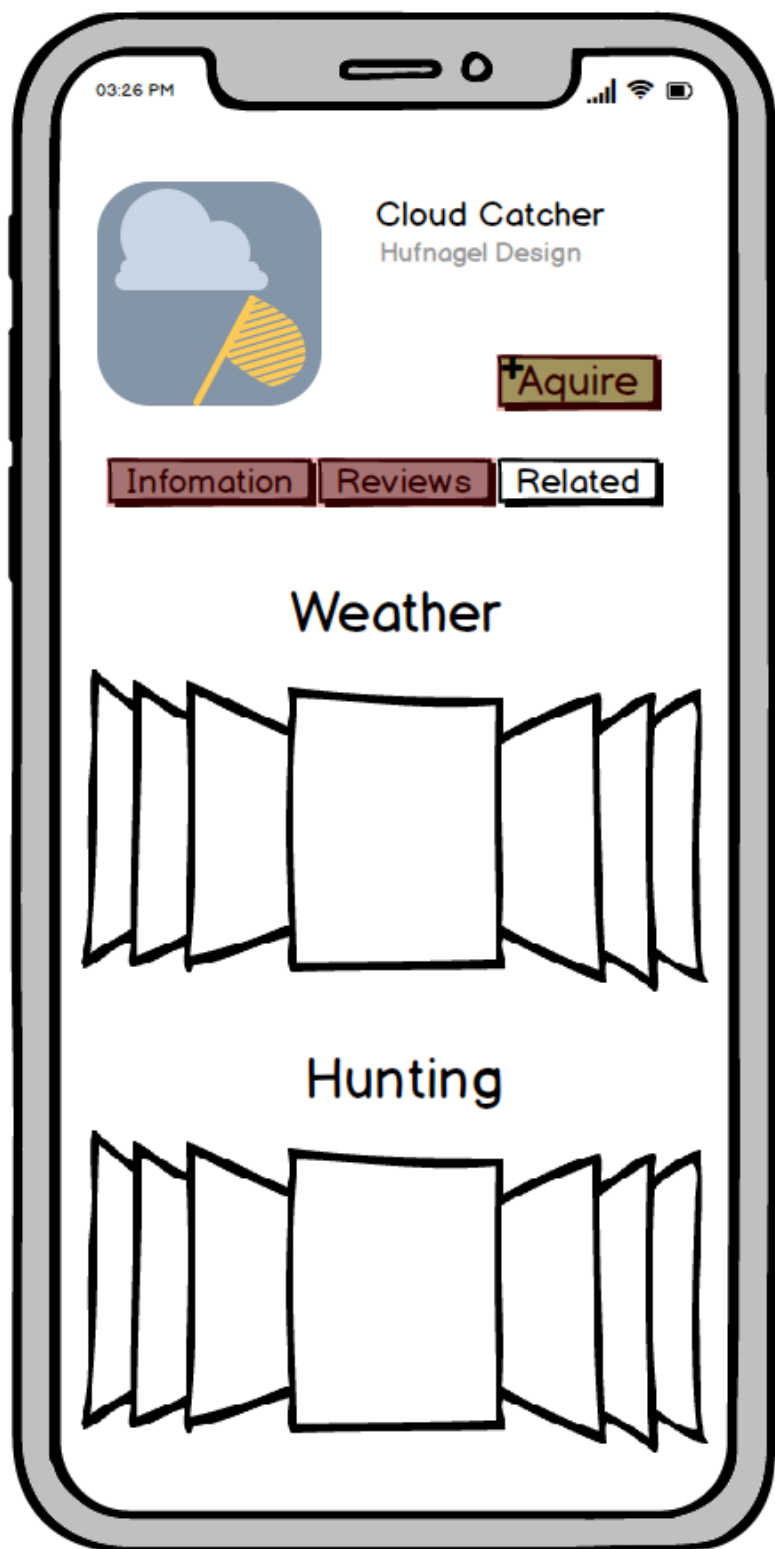 03:26 PM
Cloud Catcher
Hufnagel Design
+Aquire
Infomation Reviews Related
Weather
Hunting